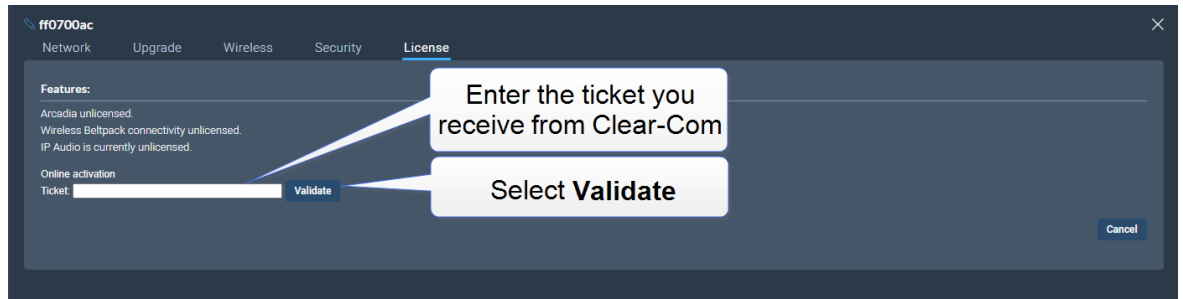 ff0700ac
Network Upgrade Wireless Security License
Features:
Arcadia unlicensed.
Wireless Beltpack connectivity unlicensed.
IP Audio is currently unlicensed.
Enter the ticket you
receive from Clear-Com
Online activation
Ticket: Validate
Select Validate
Cancel